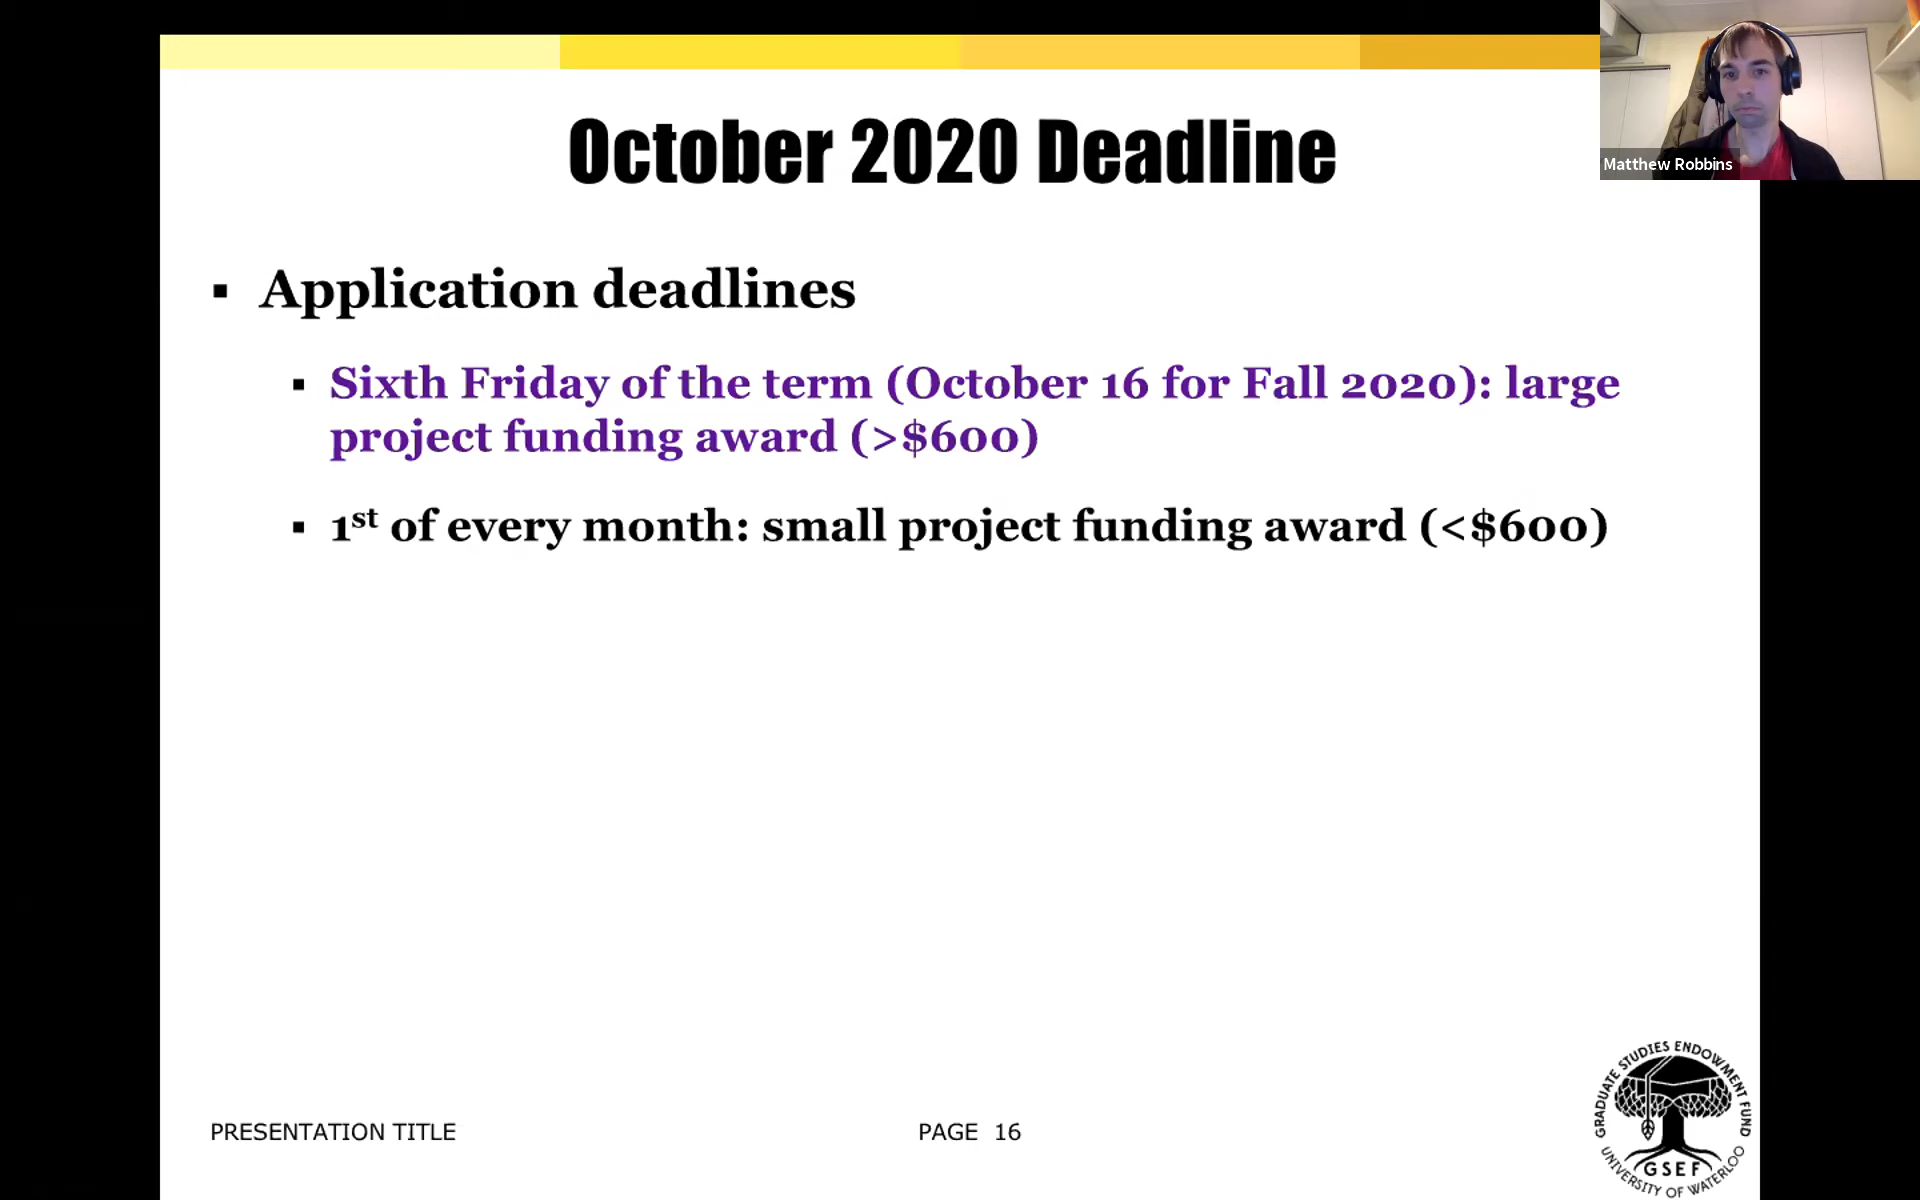 October 2020 Deadline
Matthew Robbins
▪ Application deadlines
▪ Sixth Friday of the term (October 16 for Fall 2020): large
project funding award (>$600)
▪ 1st of every month: small project funding award (<$600)
PRESENTATION TITLE
PAGE 16
GRADUATE STUDIES ENDOWMENT FUND
GSEF
UNIVERSITY OF WATERLOO